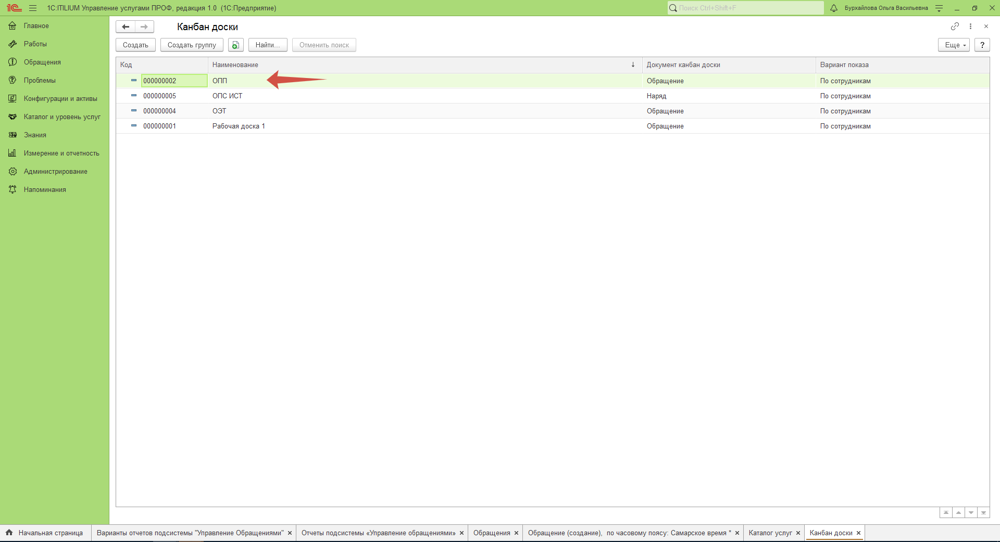 1С:ITILIUM Управление услугами ПРОФ, редакция 1.0 (1С:Предприятие)
Поиск Ctrl+Shift+F
Бурхайлова Ольга Васильевна
Главное
Работы
Обращения
Проблемы
Конфигурации и активы
Каталог и уровень услуг
Знания
Измерение и отчетность
Администрирование
Напоминания
Канбан доски
Создать Создать группу Найти... Отменить поиск Еще ?
Код Наименование ↓ Документ канбан доски Вариант показа
000000002 ОПП Обращение По сотрудникам
000000005 ОПС ИСТ Наряд По сотрудникам
000000004 ОЭТ Обращение По сотрудникам
000000001 Рабочая доска 1 Обращение По сотрудникам
Начальная страница Варианты отчетов подсистемы "Управление Обращениями" × Отчеты подсистемы «Управление обращениями» × Обращения × Обращение (создание), по часовому поясу: Самарское время * × Каталог услуг × Канбан доски ×